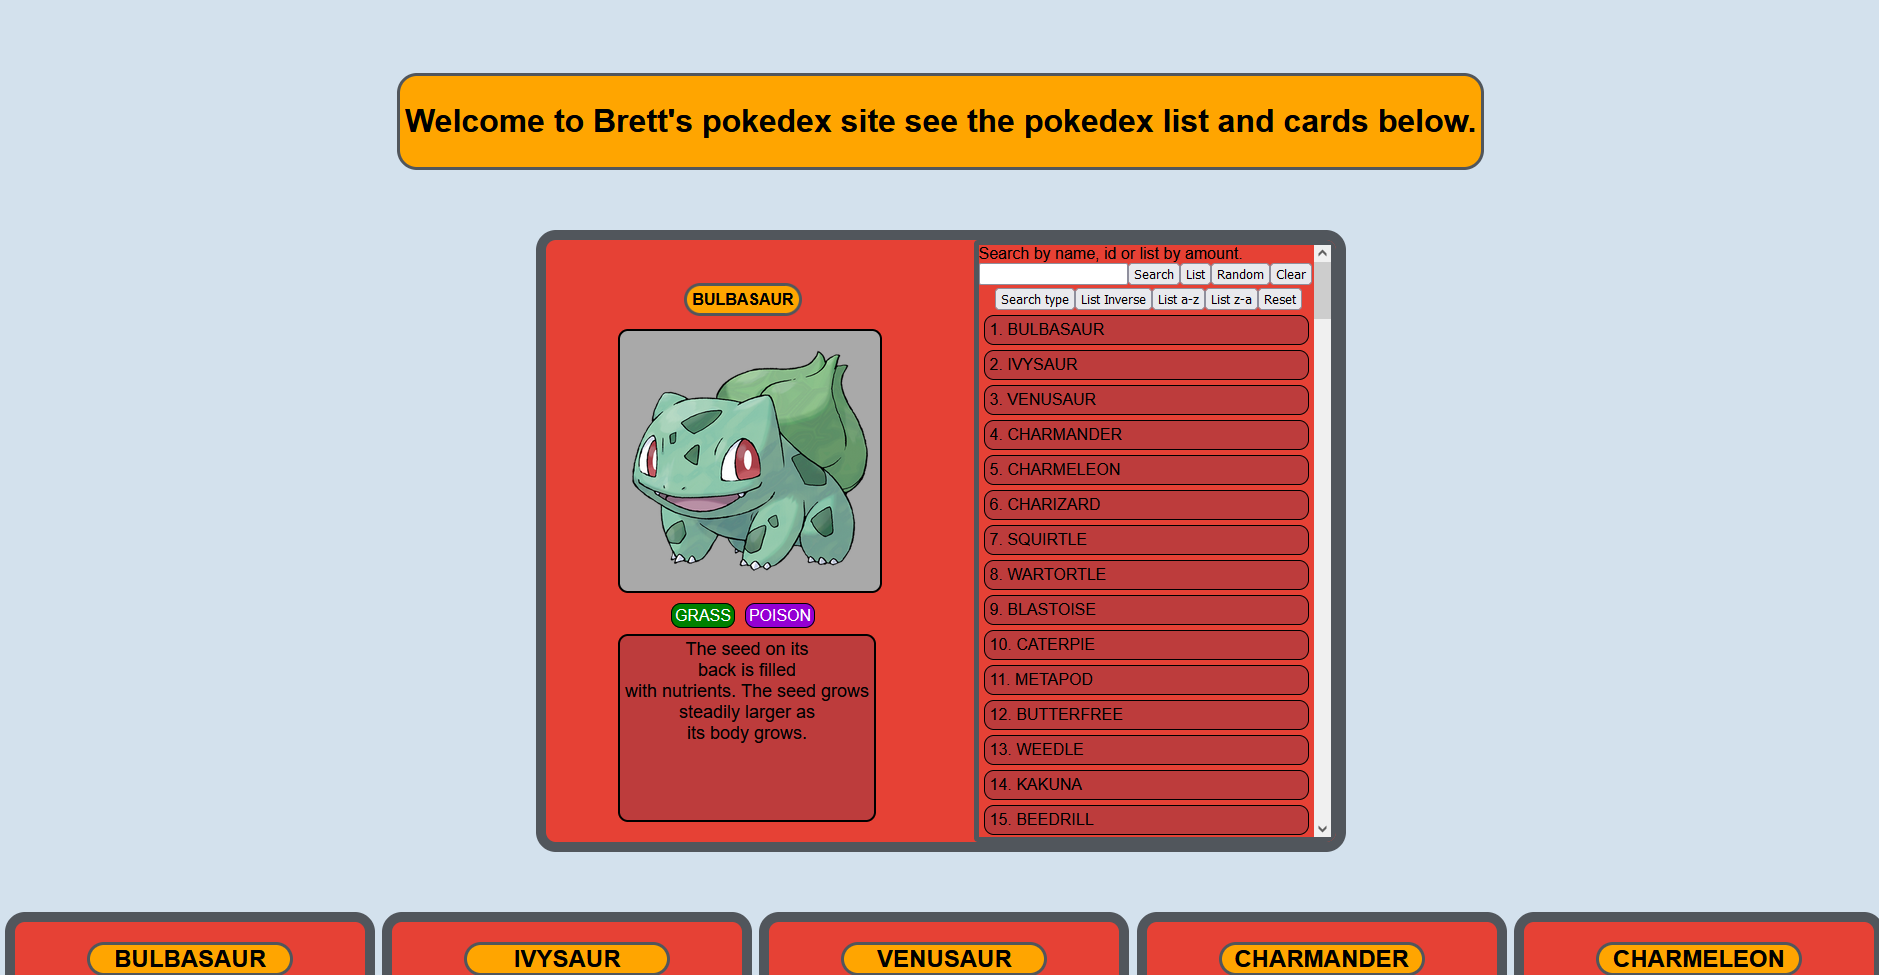 Welcome to Brett's pokedex site see the pokedex list and cards below.
BULBASAUR
GRASS POISON
The seed on its
back is filled
with nutrients. The seed grows
steadily larger as
its body grows.
Search by name, id or list by amount.
Search List Random Clear
Search type List Inverse List a-z List z-a Reset
1. BULBASAUR
2. IVYSAUR
3. VENUSAUR
4. CHARMANDER
5. CHARMELEON
6. CHARIZARD
7. SQUIRTLE
8. WARTORTLE
9. BLASTOISE
10. CATERPIE
11. METAPOD
12. BUTTERFREE
13. WEEDLE
14. KAKUNA
15. BEEDRILL
BULBASAUR IVYSAUR VENUSAUR CHARMANDER CHARMELEON